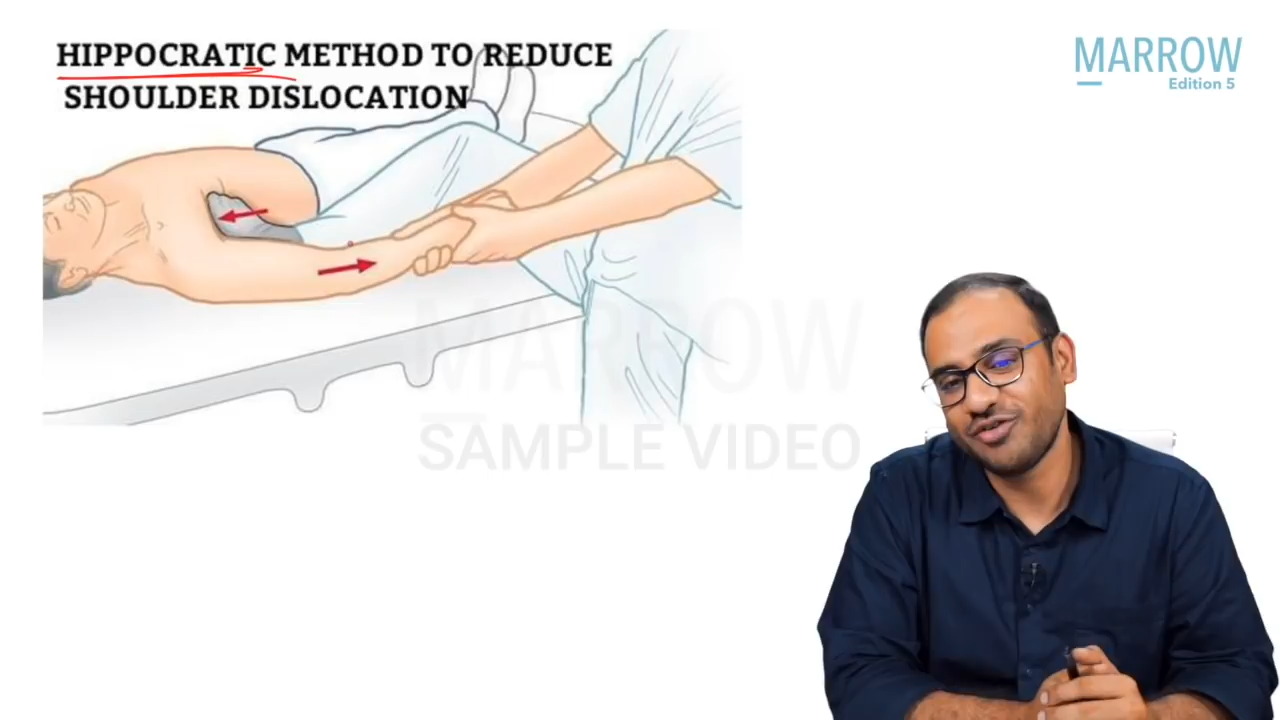 HIPPOCRATIC METHOD TO REDUCE
SHOULDER DISLOCATION
MARROW
Edition 5
MARROW
SAMPLE VIDEO